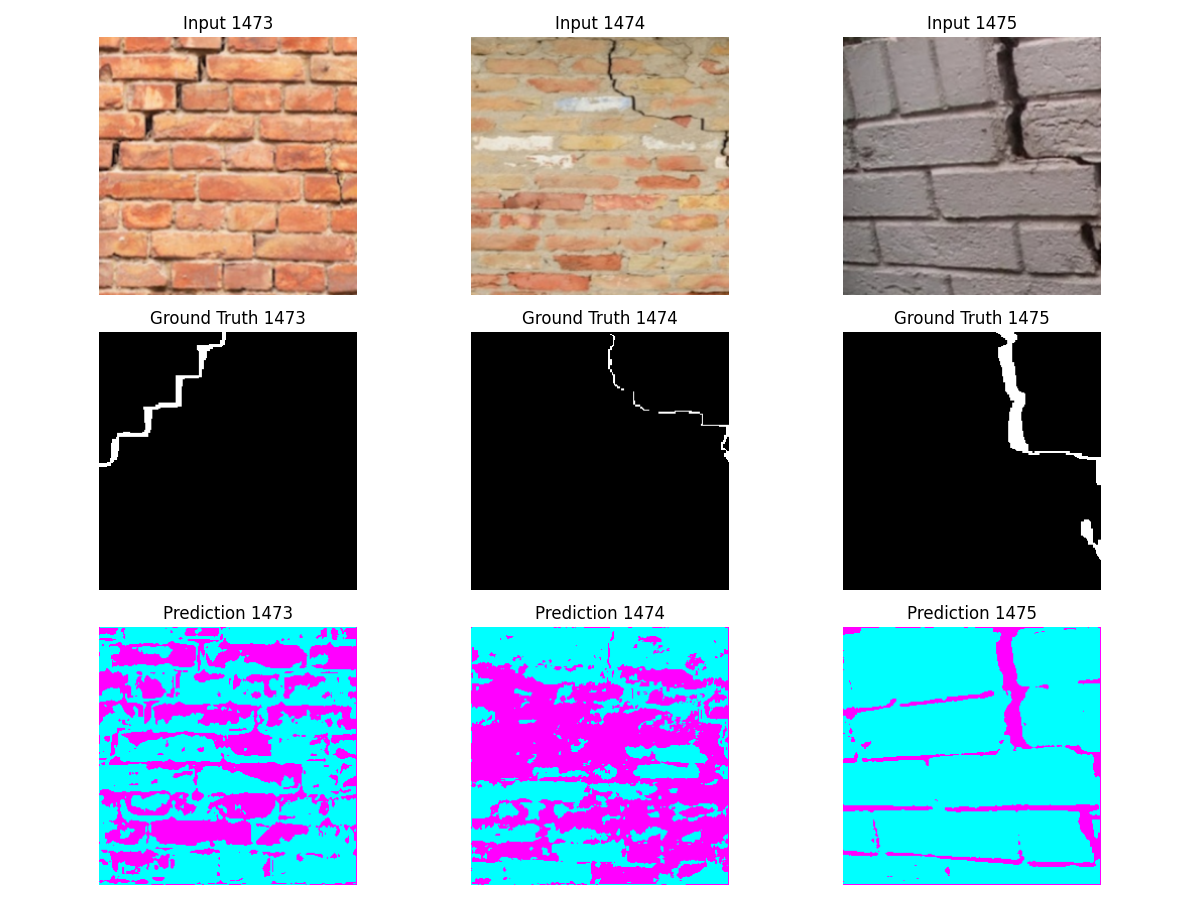 Input 1473
Input 1474
Input 1475
Ground Truth 1473
Ground Truth 1474
Ground Truth 1475
Prediction 1473
Prediction 1474
Prediction 1475